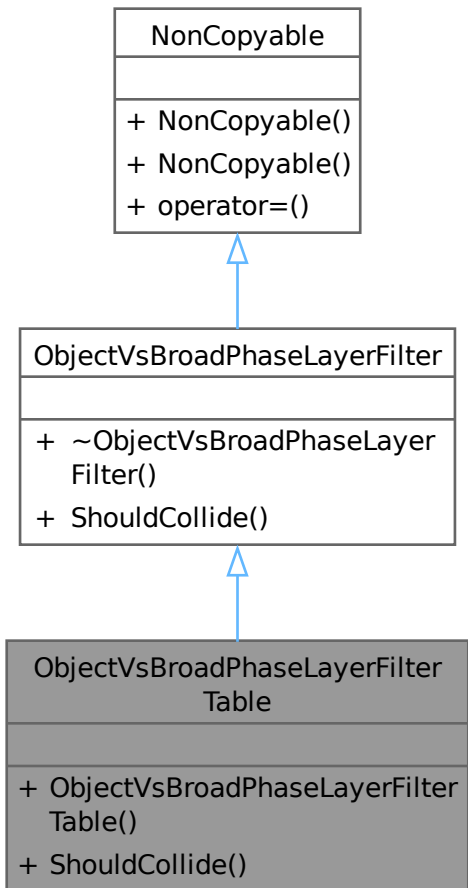 NonCopyable
+ NonCopyable()
+ NonCopyable()
+ operator=()
ObjectVsBroadPhaseLayerFilter
+ ~ObjectVsBroadPhaseLayer
Filter()
+ ShouldCollide()
ObjectVsBroadPhaseLayerFilter
Table
+ ObjectVsBroadPhaseLayerFilter
Table()
+ ShouldCollide()